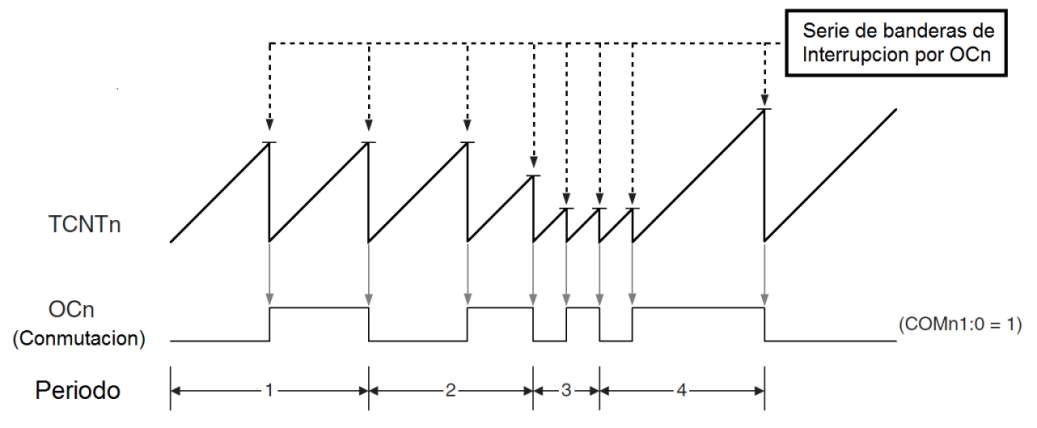 Serie de banderas de
Interrupcion por OCn
TCNTn
OCn
(Conmutacion)
(COMn1:0 = 1)
Periodo
1
2
3
4